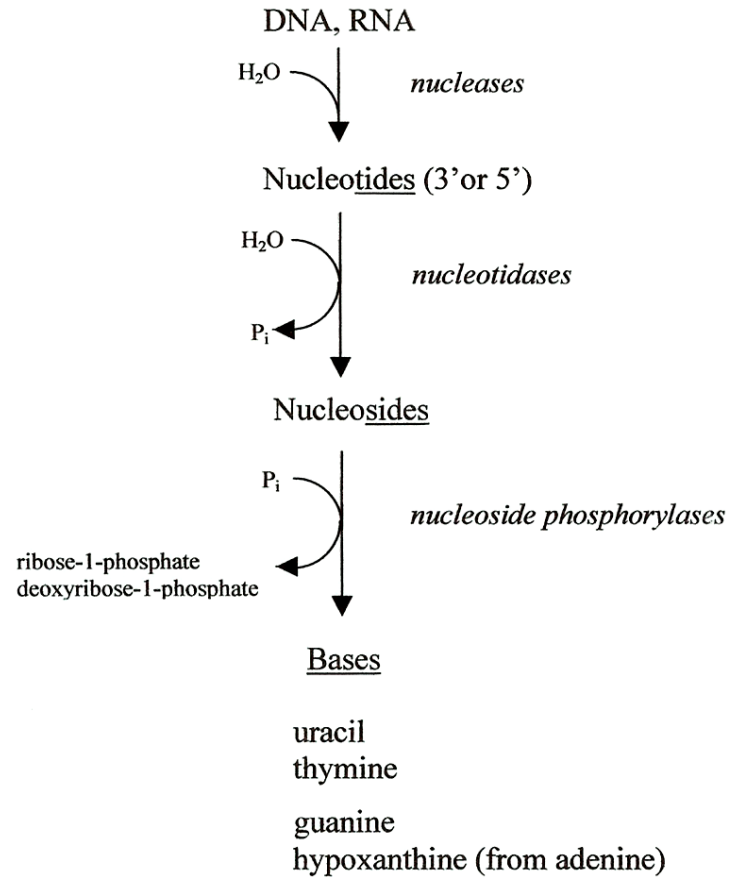 DNA, RNA
H₂O
nucleases
Nucleotides (3’or 5’)
H₂O
nucleotidases
Pᵢ
Nucleosides
Pᵢ
nucleoside phosphorylases
ribose-1-phosphate
deoxyribose-1-phosphate
Bases
uracil
thymine
guanine
hypoxanthine (from adenine)